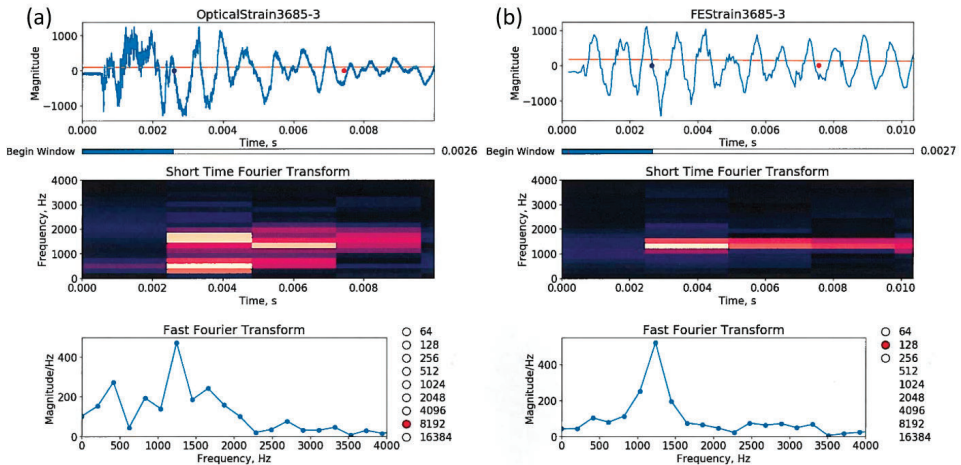 (a)
OpticalStrain3685-3
Magnitude
1000
0
−1000
0.000 0.002 0.004 0.006 0.008
Time, s
Begin Window 0.0026
Short Time Fourier Transform
Frequency, Hz
4000
3000
2000
1000
0
0.000 0.002 0.004 0.006 0.008
Time, s
Fast Fourier Transform
Magnitude/Hz
400
200
0
0 500 1000 1500 2000 2500 3000 3500 4000
Frequency, Hz
64
128
256
512
1024
2048
4096
8192
16384
(b)
FEStrain3685-3
Magnitude
1000
0
−1000
0.000 0.002 0.004 0.006 0.008 0.010
Time, s
Begin Window 0.0027
Short Time Fourier Transform
Frequency, Hz
4000
3000
2000
1000
0
0.000 0.002 0.004 0.006 0.008 0.010
Time, s
Fast Fourier Transform
Magnitude/Hz
400
200
0
0 500 1000 1500 2000 2500 3000 3500 4000
Frequency, Hz
64
128
256
512
1024
2048
4096
8192
16384